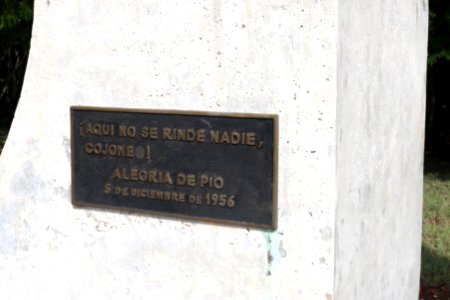 ¡AQUI NO SE RINDE NADIE,
COJONES!
ALEGRIA DE PIO
5 DE DICIEMBRE DE 1956